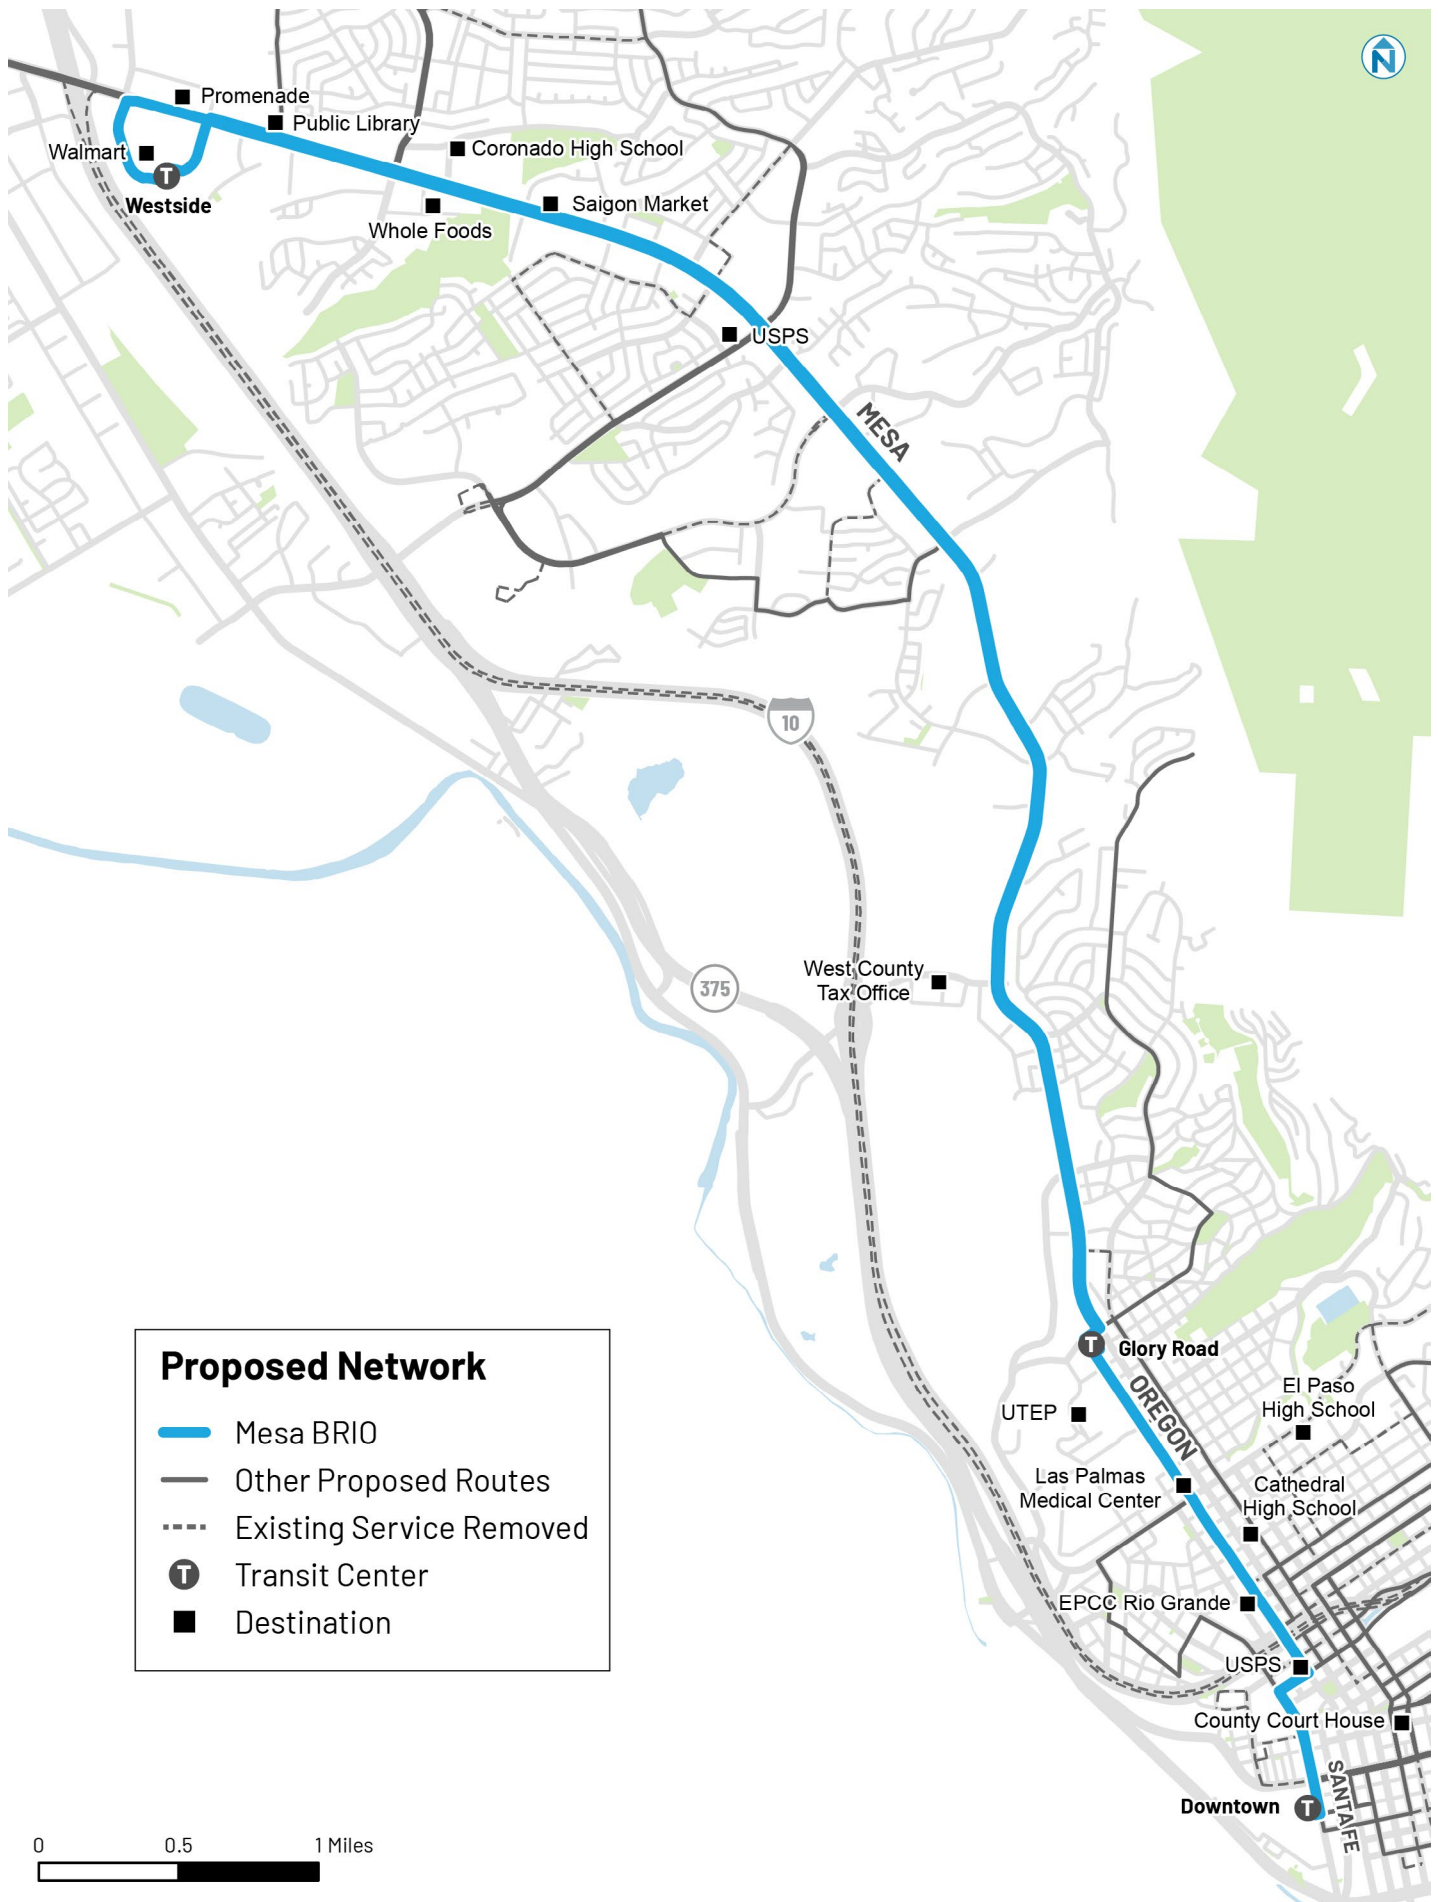 N
Promenade
Public Library
Walmart
T
Westside
Coronado High School
Saigon Market
Whole Foods
USPS
MESA
10
West County
Tax Office
375
T
Glory Road
OREGON
El Paso
High School
UTEP
Las Palmas
Medical Center
Cathedral
High School
EPCC Rio Grande
USPS
County Court House
SANTA FE
Downtown
T
Proposed Network
Mesa BRIO
Other Proposed Routes
Existing Service Removed
T
Transit Center
Destination
0 0.5 1 Miles